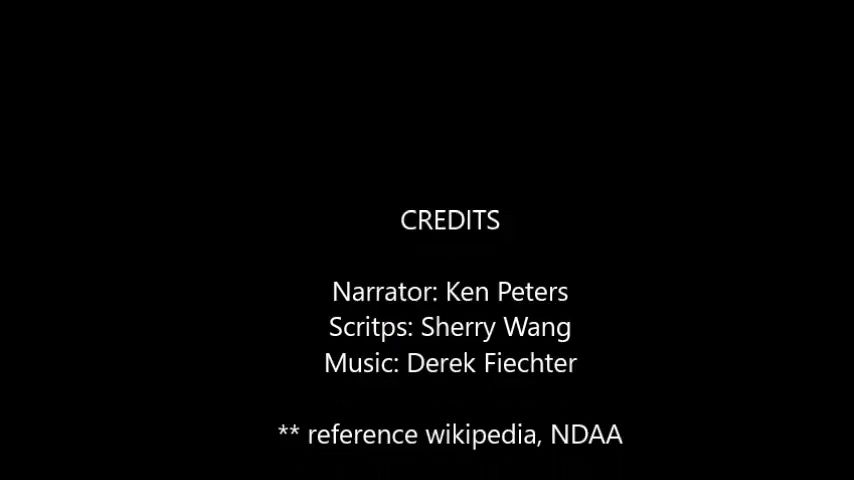 CREDITS
Narrator: Ken Peters
Scritps: Sherry Wang
Music: Derek Fiechter
** reference wikipedia, NDAA